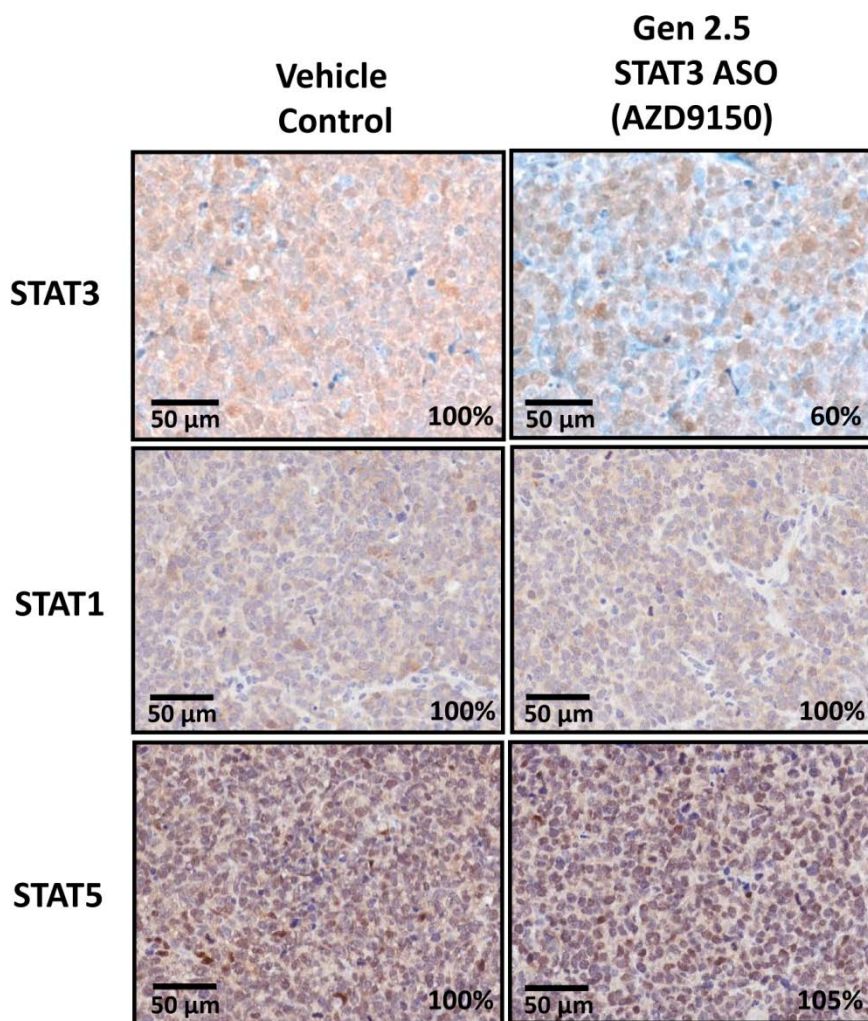 Vehicle
Control
Gen 2.5
STAT3 ASO
(AZD9150)
STAT3
50 µm
100%
50 µm
60%
STAT1
50 µm
100%
50 µm
100%
STAT5
50 µm
100%
50 µm
105%